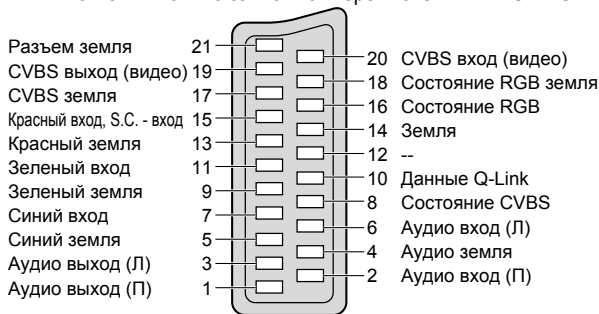 Разъем земля 21
CVBS выход (видео) 19
CVBS земля 17
Красный вход, S.C. - вход 15
Красный земля 13
Зеленый вход 11
Зеленый земля 9
Синий вход 7
Синий земля 5
Аудио выход (Л) 3
Аудио выход (П) 1
20 CVBS вход (видео)
18 Состояние RGB земля
16 Состояние RGB
14 Земля
12 --
10 Данные Q-Link
8 Состояние CVBS
6 Аудио вход (Л)
4 Аудио земля
2 Аудио вход (П)